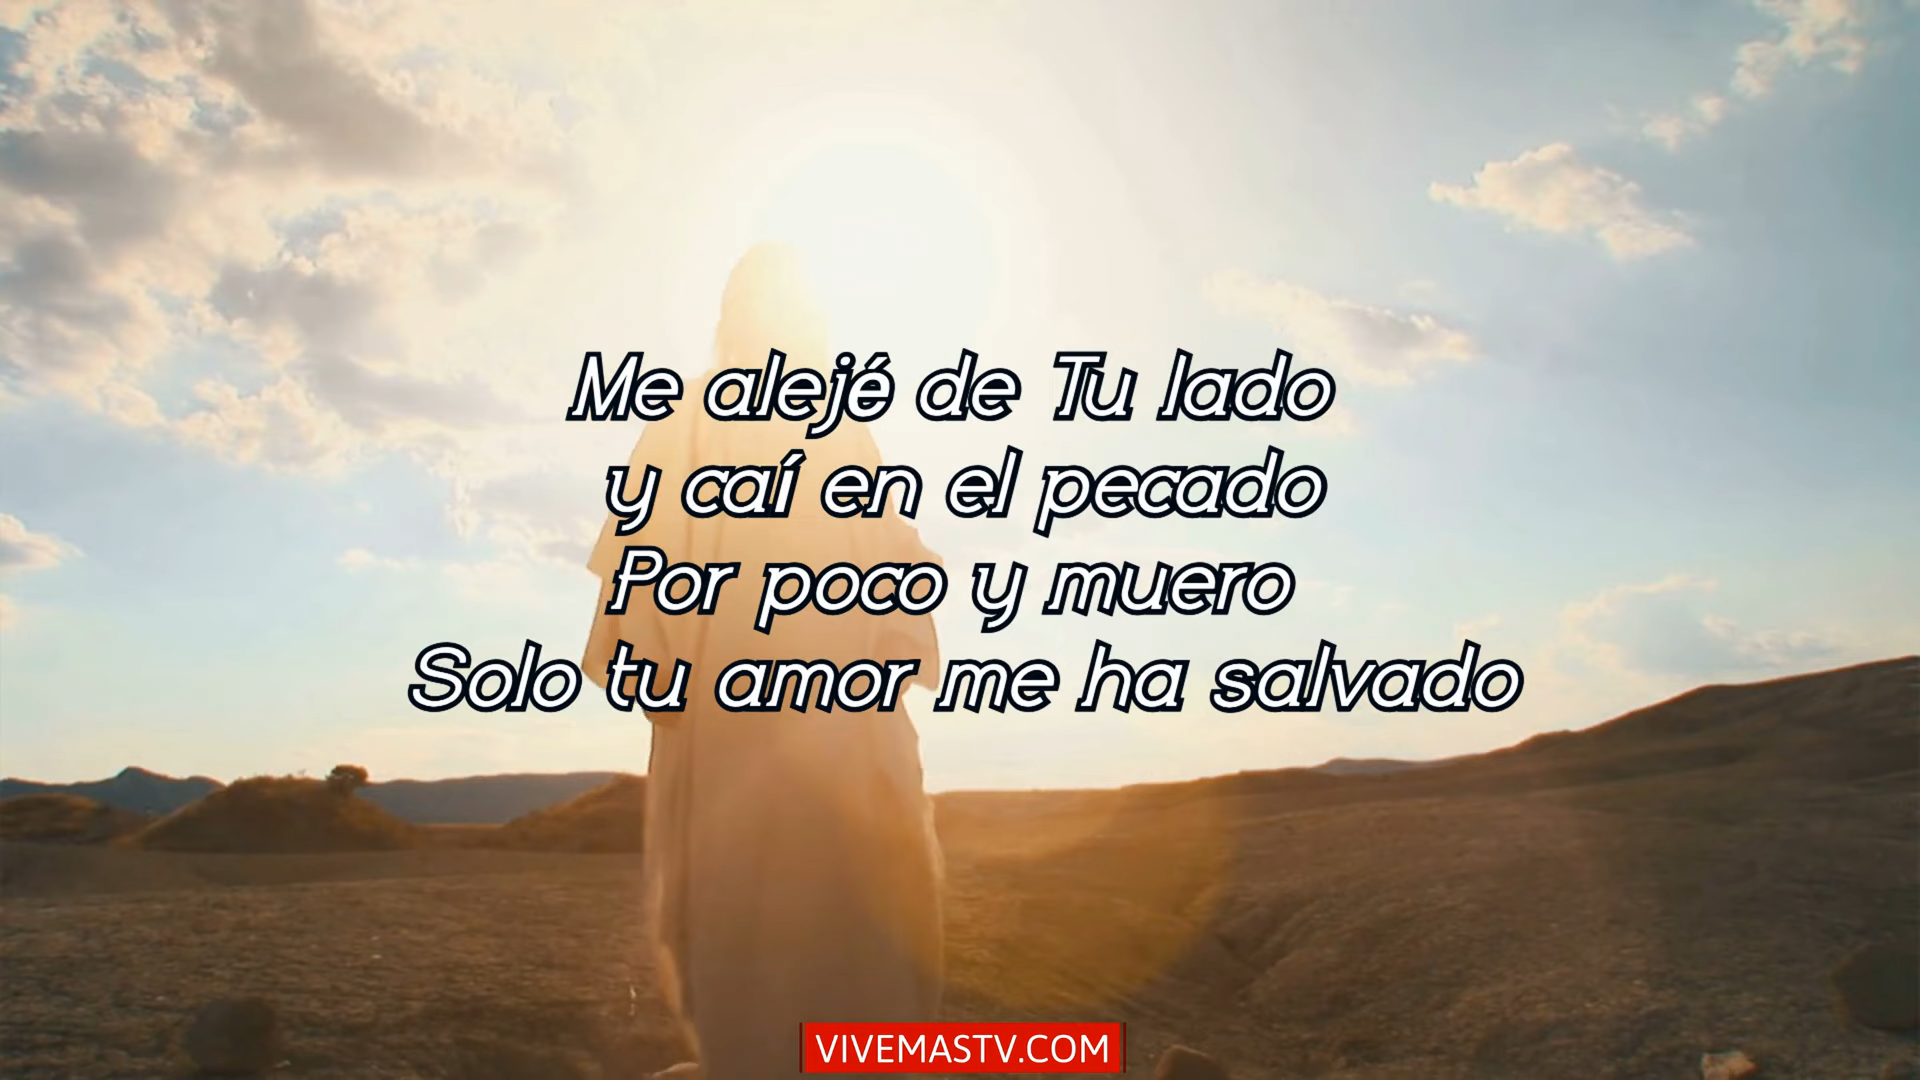 Me alejé de Tu lado
y caí en el pecado
Por poco y muero
Solo tu amor me ha salvado
VIVEMASTV.COM